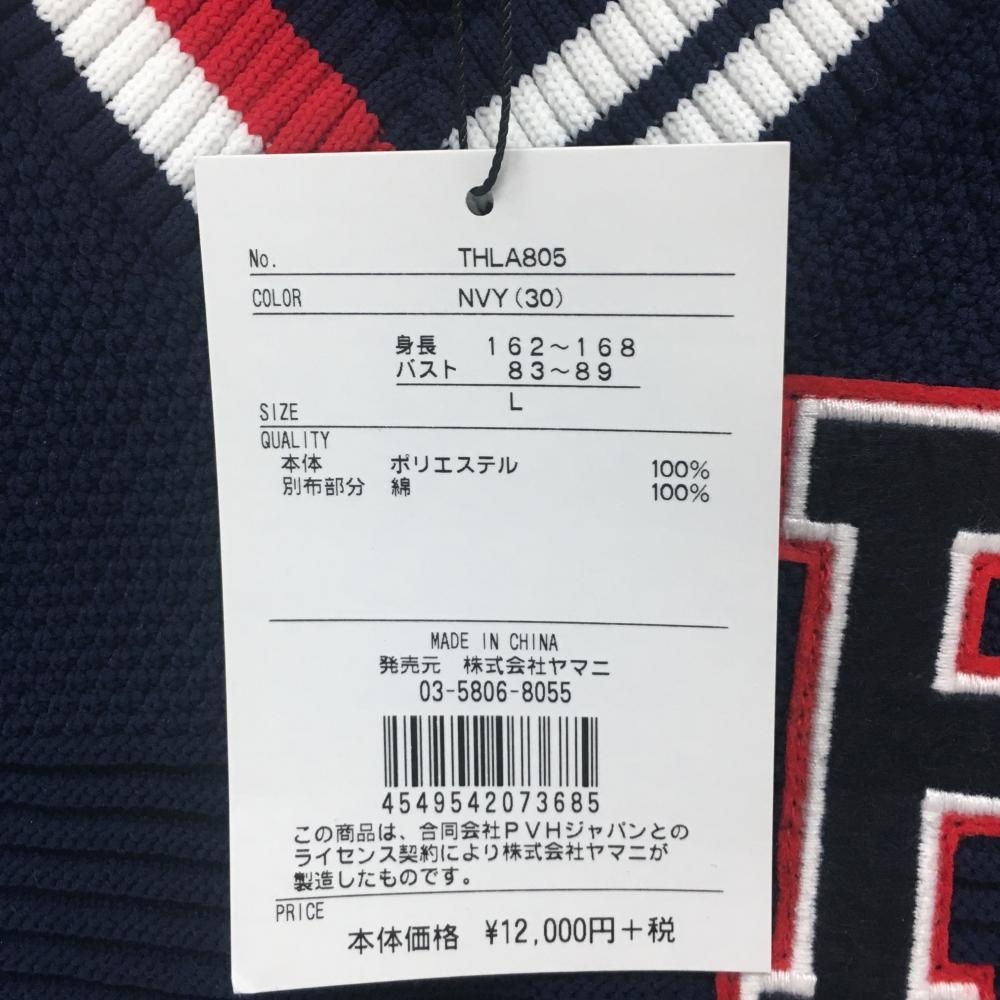 No. THLA805
COLOR NVY(30)
身長 162～168
バスト 83～89
SIZE L
QUALITY
本体 ポリエステル 100%
別布部分 綿 100%
MADE IN CHINA
発売元 株式会社ヤマニ
03-5806-8055
4549542073685
この商品は、合同会社PVHジャパンとの
ライセンス契約により株式会社ヤマニが
製造したものです。
PRICE
本体価格 ¥12,000円+税